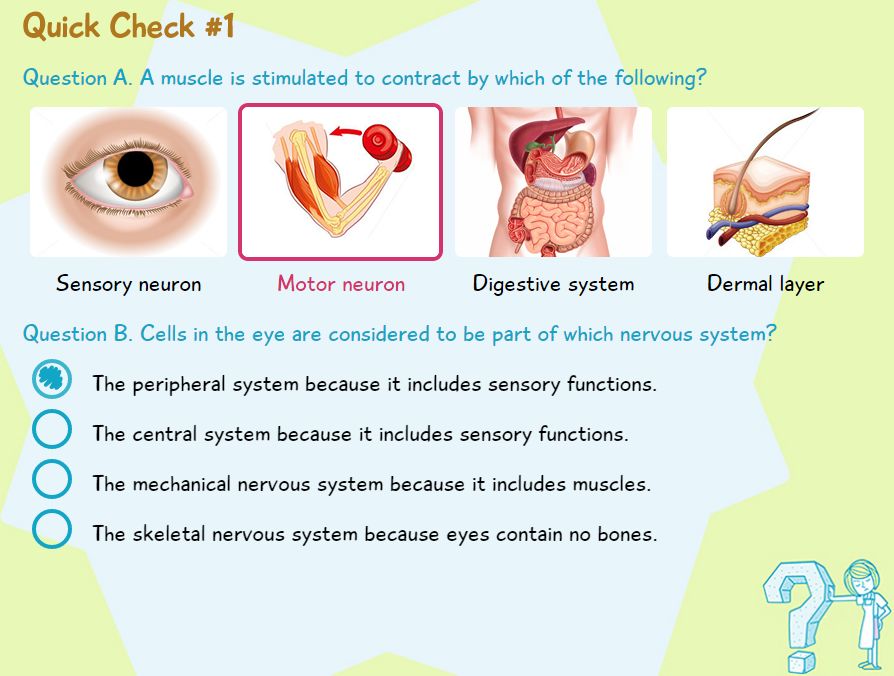 Quick Check #1
Question A. A muscle is stimulated to contract by which of the following?
Sensory neuron
Motor neuron
Digestive system
Dermal layer
Question B. Cells in the eye are considered to be part of which nervous system?
The peripheral system because it includes sensory functions.
The central system because it includes sensory functions.
The mechanical nervous system because it includes muscles.
The skeletal nervous system because eyes contain no bones.